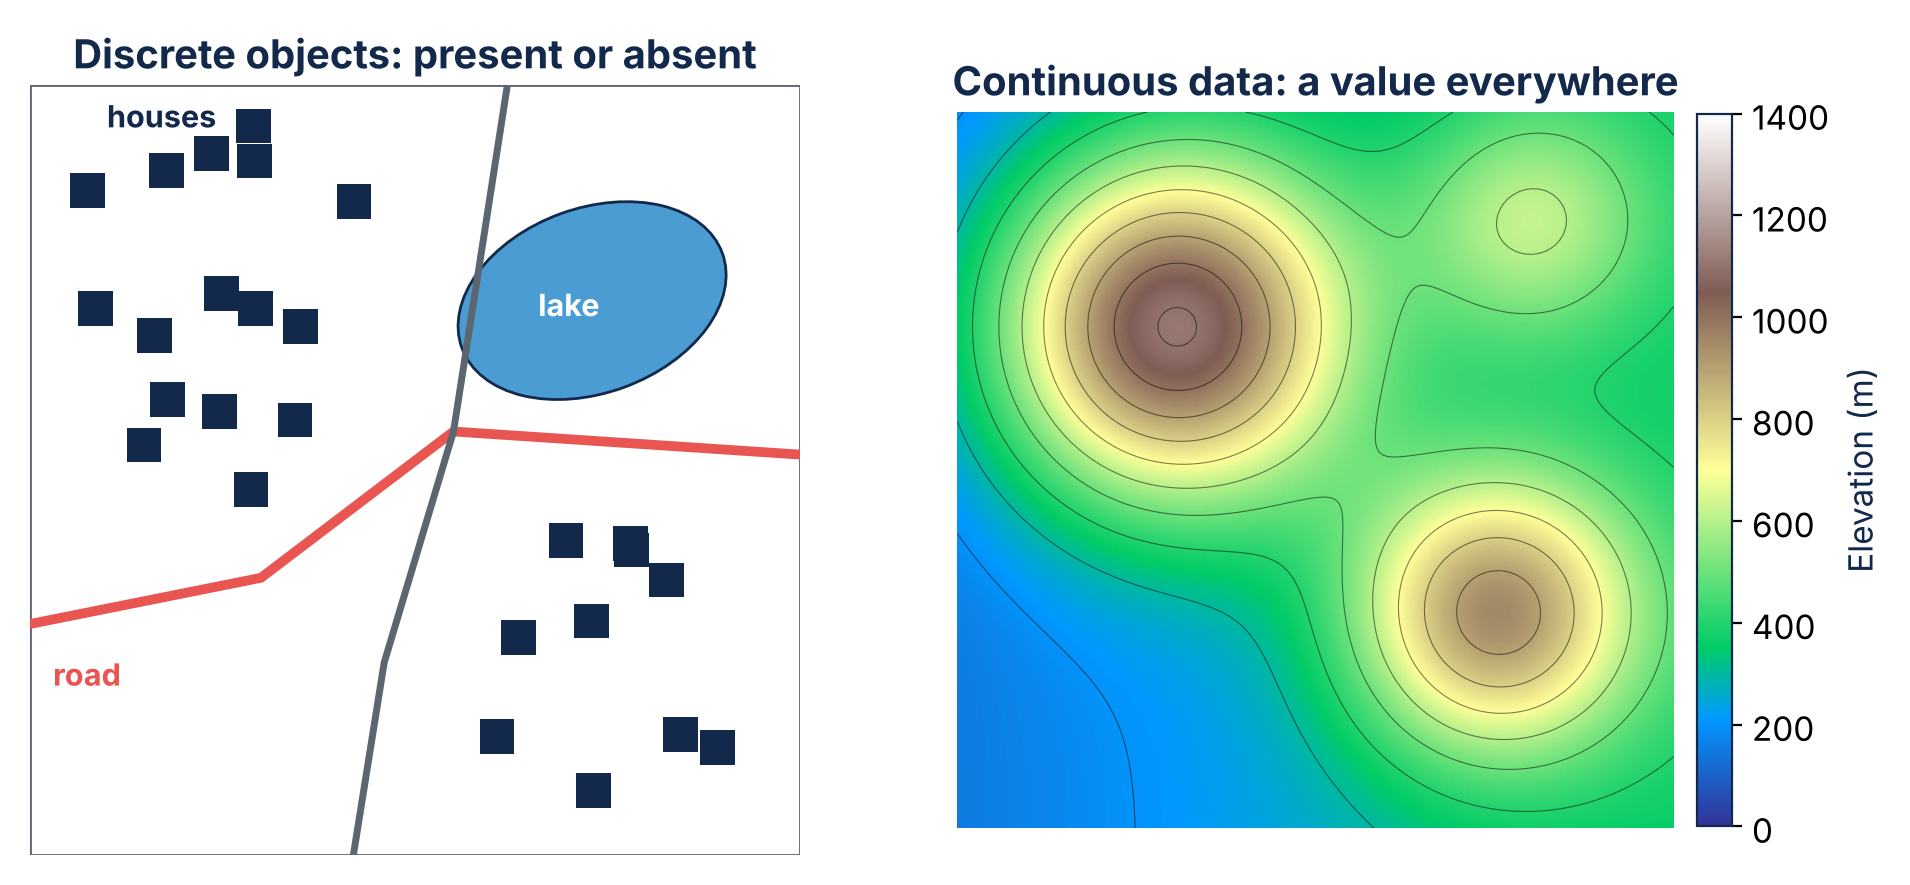 Discrete objects: present or absent
houses
lake
road
Continuous data: a value everywhere
1400
1200
1000
800
600
400
200
0
Elevation (m)